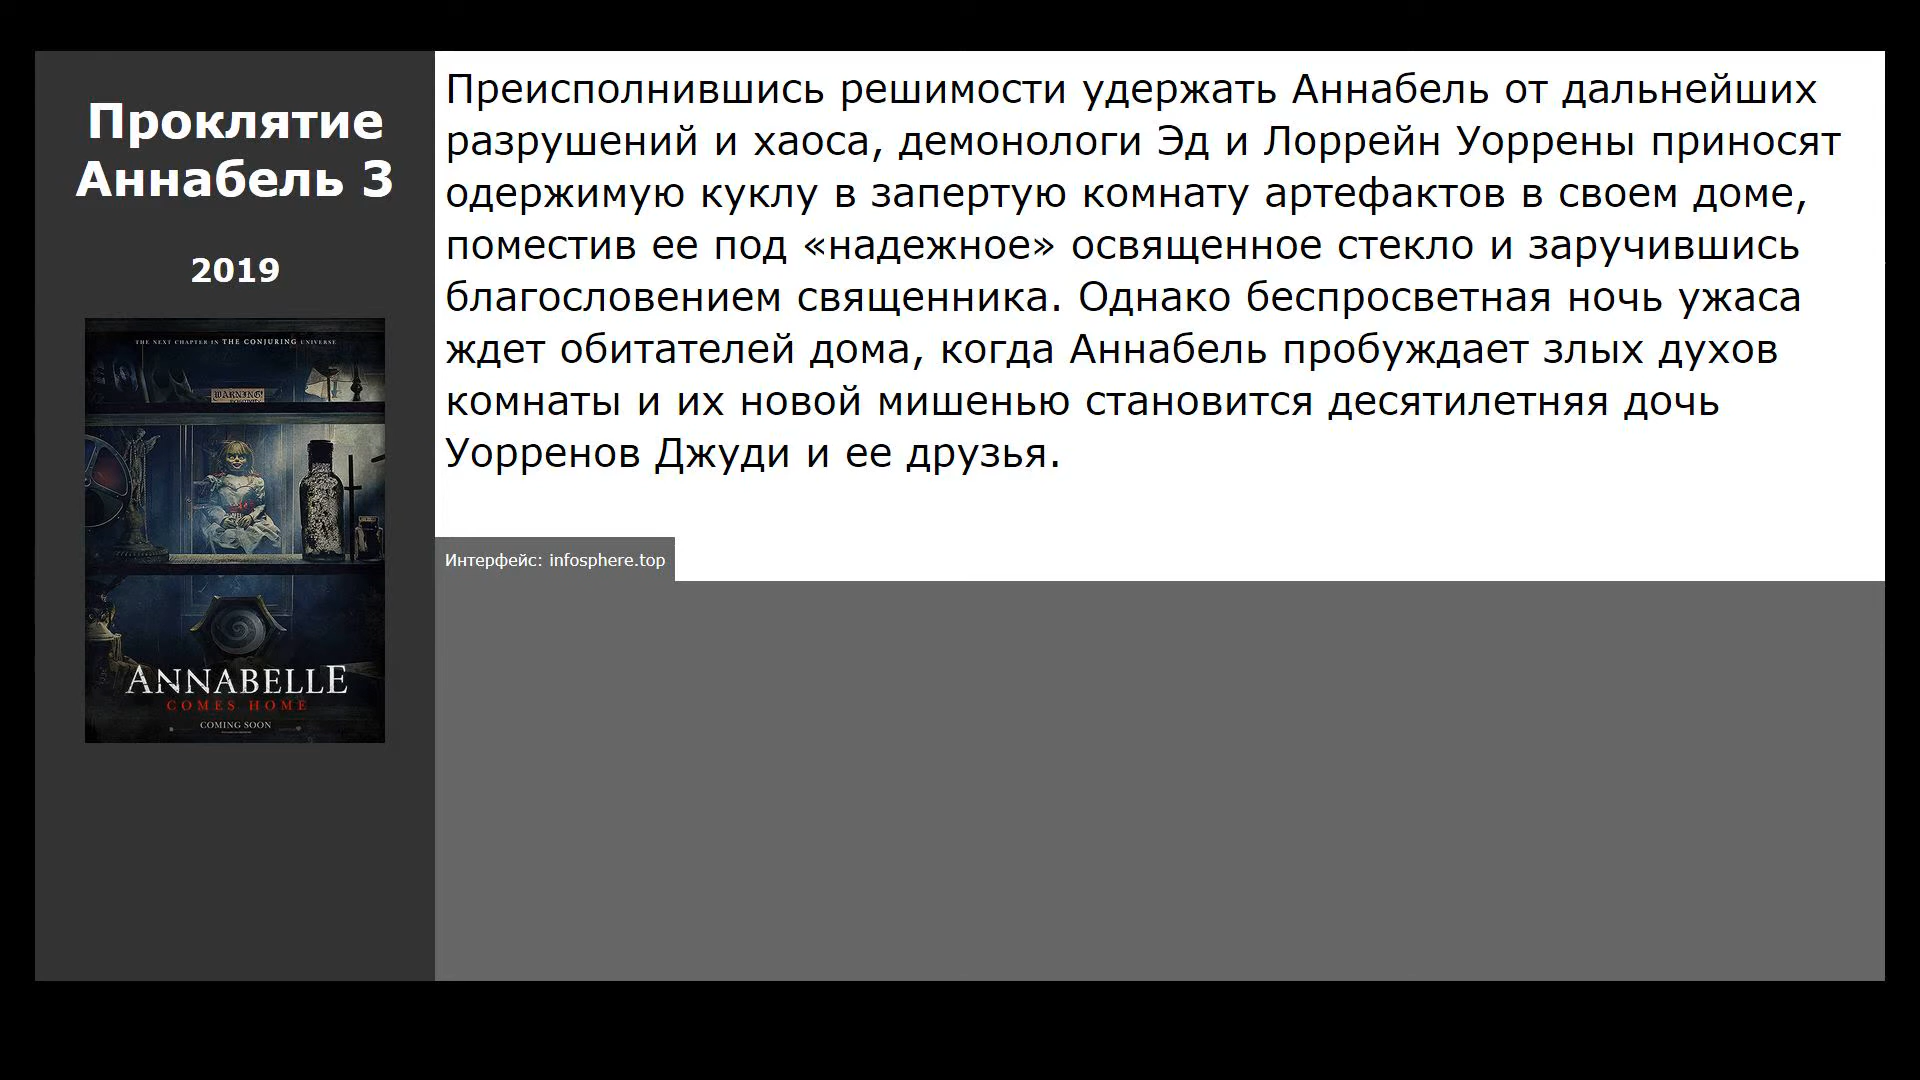 Проклятие
Аннабель 3
2019
THE NEXT CHAPTER IN THE CONJURING UNIVERSE
WARNING!
ANNABELLE
COMES HOME
COMING SOON
Преисполнившись решимости удержать Аннабель от дальнейших
разрушений и хаоса, демонологи Эд и Лоррейн Уоррены приносят
одержимую куклу в запертую комнату артефактов в своем доме,
поместив ее под «надежное» освященное стекло и заручившись
благословением священника. Однако беспросветная ночь ужаса
ждет обитателей дома, когда Аннабель пробуждает злых духов
комнаты и их новой мишенью становится десятилетняя дочь
Уорренов Джуди и ее друзья.
Интерфейс: infosphere.top